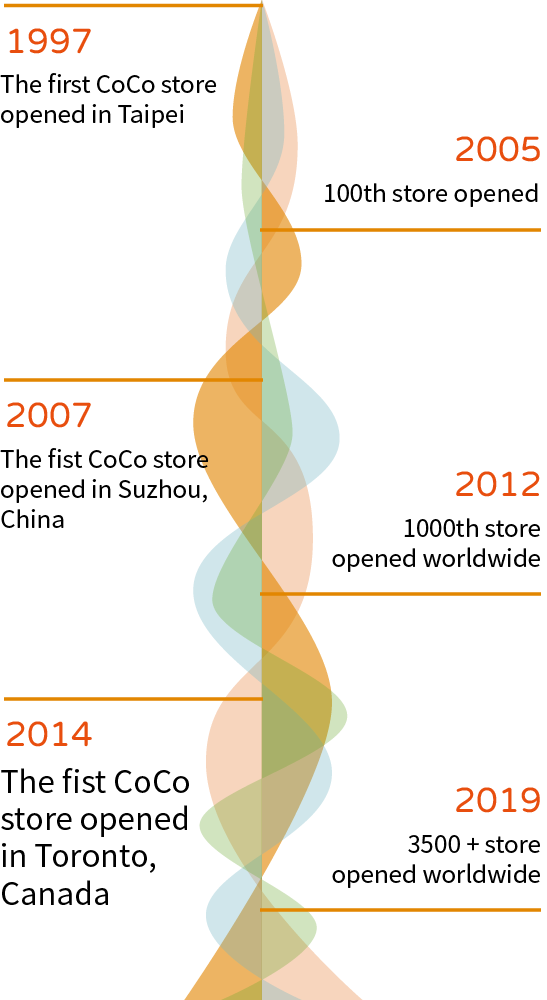 1997
The first CoCo store
opened in Taipei
2005
100th store opened
2007
The fist CoCo store
opened in Suzhou,
China
2012
1000th store
opened worldwide
2014
The fist CoCo
store opened
in Toronto,
Canada
2019
3500 + store
opened worldwide